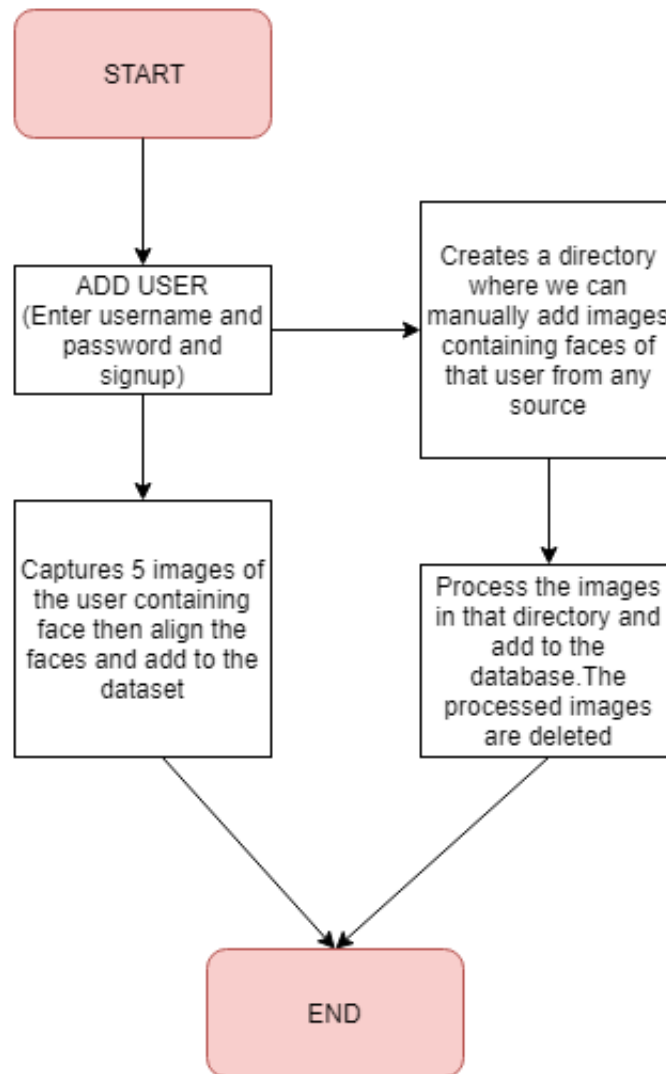 START
ADD USER
(Enter username and
password and
signup)
Creates a directory
where we can
manually add images
containing faces of
that user from any
source
Captures 5 images of
the user containing
face then align the
faces and add to the
dataset
Process the images
in that directory and
add to the
database.The
processed images
are deleted
END